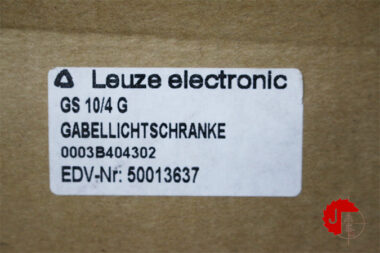 Leuze electronic
GS 10/4 G
GABELLICHTSCHRANKE
0003B404302
EDV-Nr: 50013637